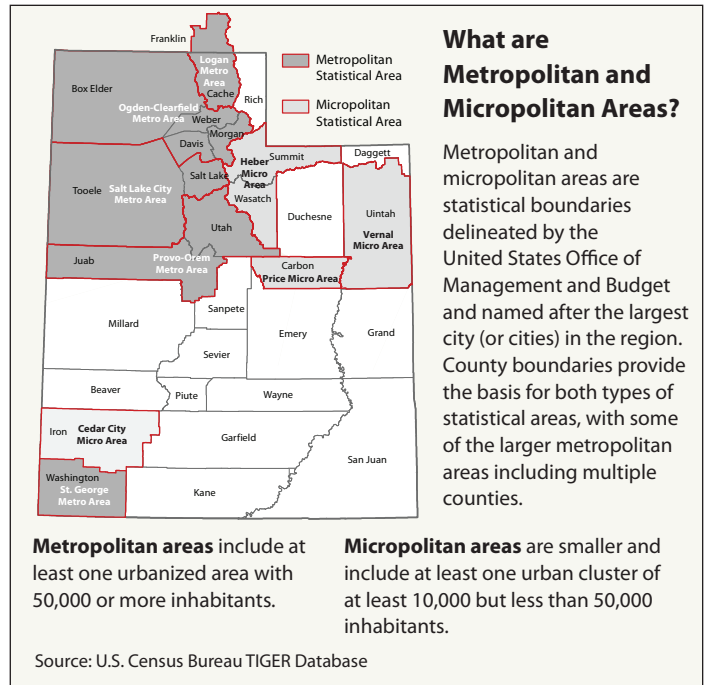 Franklin
Logan
Metro
Area
Cache
Box Elder
Rich
Ogden-Clearfield
Metro Area
Weber
Morgan
Davis
Summit
Daggett
Heber
Micro
Area
Salt Lake
Wasatch
Tooele
Salt Lake City
Metro Area
Duchesne
Uintah
Vernal
Micro Area
Utah
Juab
Provo-Orem
Metro Area
Carbon
Price Micro Area
Sanpete
Millard
Emery
Grand
Sevier
Beaver
Piute
Wayne
Iron
Cedar City
Micro Area
Garfield
San Juan
Washington
St. George
Metro Area
Kane
Metropolitan
Statistical Area
Micropolitan
Statistical Area
What are
Metropolitan and
Micropolitan Areas?
Metropolitan and
micropolitan areas are
statistical boundaries
delineated by the
United States Office of
Management and Budget
and named after the largest
city (or cities) in the region.
County boundaries provide
the basis for both types of
statistical areas, with some
of the larger metropolitan
areas including multiple
counties.
Metropolitan areas include at
least one urbanized area with
50,000 or more inhabitants.
Micropolitan areas are smaller and
include at least one urban cluster of
at least 10,000 but less than 50,000
inhabitants.
Source: U.S. Census Bureau TIGER Database